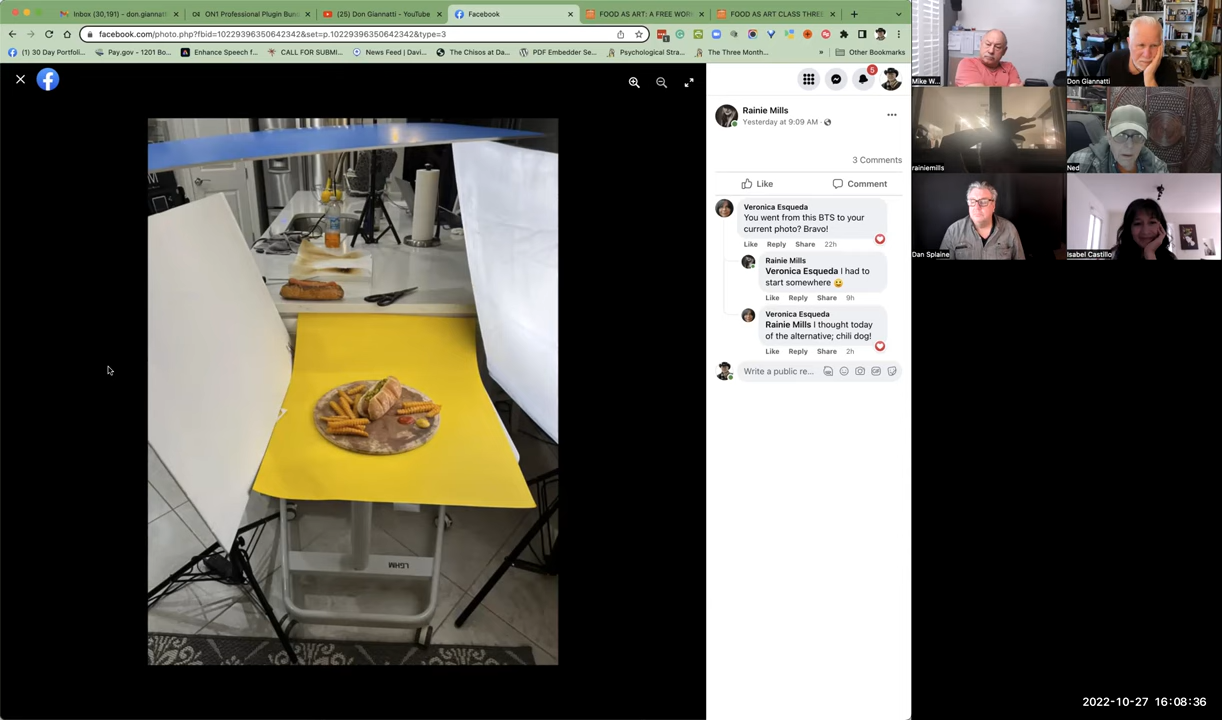 Inbox (30,191) - don.giannatt
ON1 Professional Plugin Bun
(25) Don Giannatti - YouTube
Facebook
FOOD AS ART: A FREE WOR
FOOD AS ART CLASS THREE
facebook.com/photo.php?fbid=10229396350642342&set=p.10229396350642342&type=3
(1) 30 Day Portfoli...
Pay.gov - 1201 Bo...
Enhance Speech f...
CALL FOR SUBMI...
News Feed | Davi...
The Chisos at Da...
PDF Embedder Se...
Psychological Stra...
The Three Month...
»
Other Bookmarks
5
Rainie Mills
Yesterday at 9:09 AM ·
3 Comments
Like
Comment
Veronica Esqueda
You went from this BTS to your
current photo? Bravo!
Like Reply Share 22h
Rainie Mills
Veronica Esqueda I had to
start somewhere 😀
Like Reply Share 9h
Veronica Esqueda
Rainie Mills I thought today
of the alternative; chili dog!
Like Reply Share 2h
Write a public re...
Mike W...
Don Giannatti
rainiemills
Ned
Dan Splaine
Isabel Castillo
2022-10-27 16:08:36